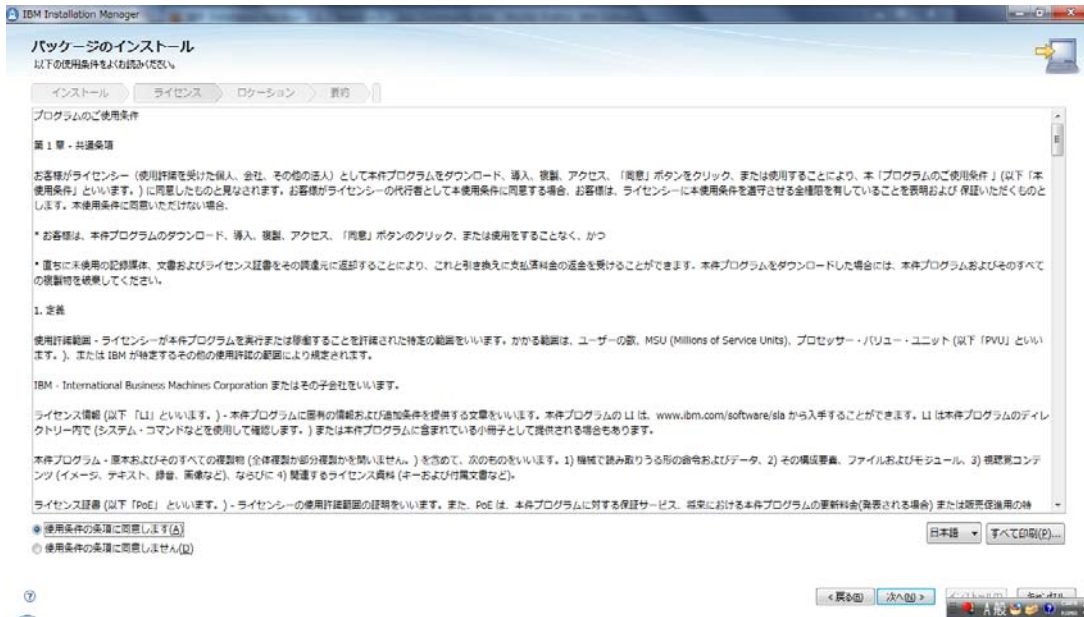 IBM Installation Manager
パッケージのインストール
以下の使用条件をよくお読みください。
インストール
ライセンス
ロケーション
要約
プログラムのご使用条件
第 1 章 - 共通条項
お客様がライセンシー（使用許諾を受けた個人、会社、その他の法人）として本件プログラムをダウンロード、導入、複製、アクセス、「同意」ボタンをクリック、または使用することにより、本「プログラムのご使用条件 」(以下「本
使用条件」といいます。) に同意したものと見なされます。お客様がライセンシーの代行者として本使用条件に同意する場合、お客様は、ライセンシーに本使用条件を遵守させる全権限を有していることを表明および 保証いただくものと
します。本使用条件に同意いただけない場合、
* お客様は、本件プログラムのダウンロード、導入、複製、アクセス、「同意」ボタンのクリック、または使用をすることなく、かつ
* 直ちに未使用の記録媒体、文書およびライセンス証書をその調達元に返却することにより、これと引き換えに支払済料金の返金を受けることができます。本件プログラムをダウンロードした場合には、本件プログラムおよびそのすべて
の複製物を破棄してください。
1. 定義
使用許諾範囲 - ライセンシーが本件プログラムを実行または稼働することを許諾された特定の範囲をいいます。かかる範囲は、ユーザーの数、MSU (Millions of Service Units)、プロセッサー・バリュー・ユニット (以下「PVU」といい
ます。)、または IBM が特定するその他の使用許諾の範囲により規定されます。
IBM - International Business Machines Corporation またはその子会社をいいます。
ライセンス情報 (以下 「LI」といいます。) - 本件プログラムに固有の情報および追加条件を提供する文章をいいます。本件プログラムの LI は、www.ibm.com/software/sla から入手することができます。LI は本件プログラムのディレ
クトリー内で (システム・コマンドなどを使用して確認します。) または本件プログラムに含まれている小冊子として提供される場合もあります。
本件プログラム - 原本およびそのすべての複製物 (全体複製か部分複製かを問いません。) を含めて、次のものをいいます。1) 機械で読み取りうる形の命令およびデータ、2) その構成要素、ファイルおよびモジュール、3) 視聴覚コンテ
ンツ (イメージ、テキスト、録音、画像など)、ならびに 4) 関連するライセンス資料 (キーおよび付属文書など)。
ライセンス証書 (以下「PoE」といいます。) - ライセンシーの使用許諾範囲の証明をいいます。また、PoE は、本件プログラムに対する保証サービス、将来における本件プログラムの更新料金(発表される場合) または販売促進用の特
使用条件の条項に同意します(A)
使用条件の条項に同意しません(D)
日本語
すべて印刷(P)...
< 戻る(B)
次へ(N) >
A 般